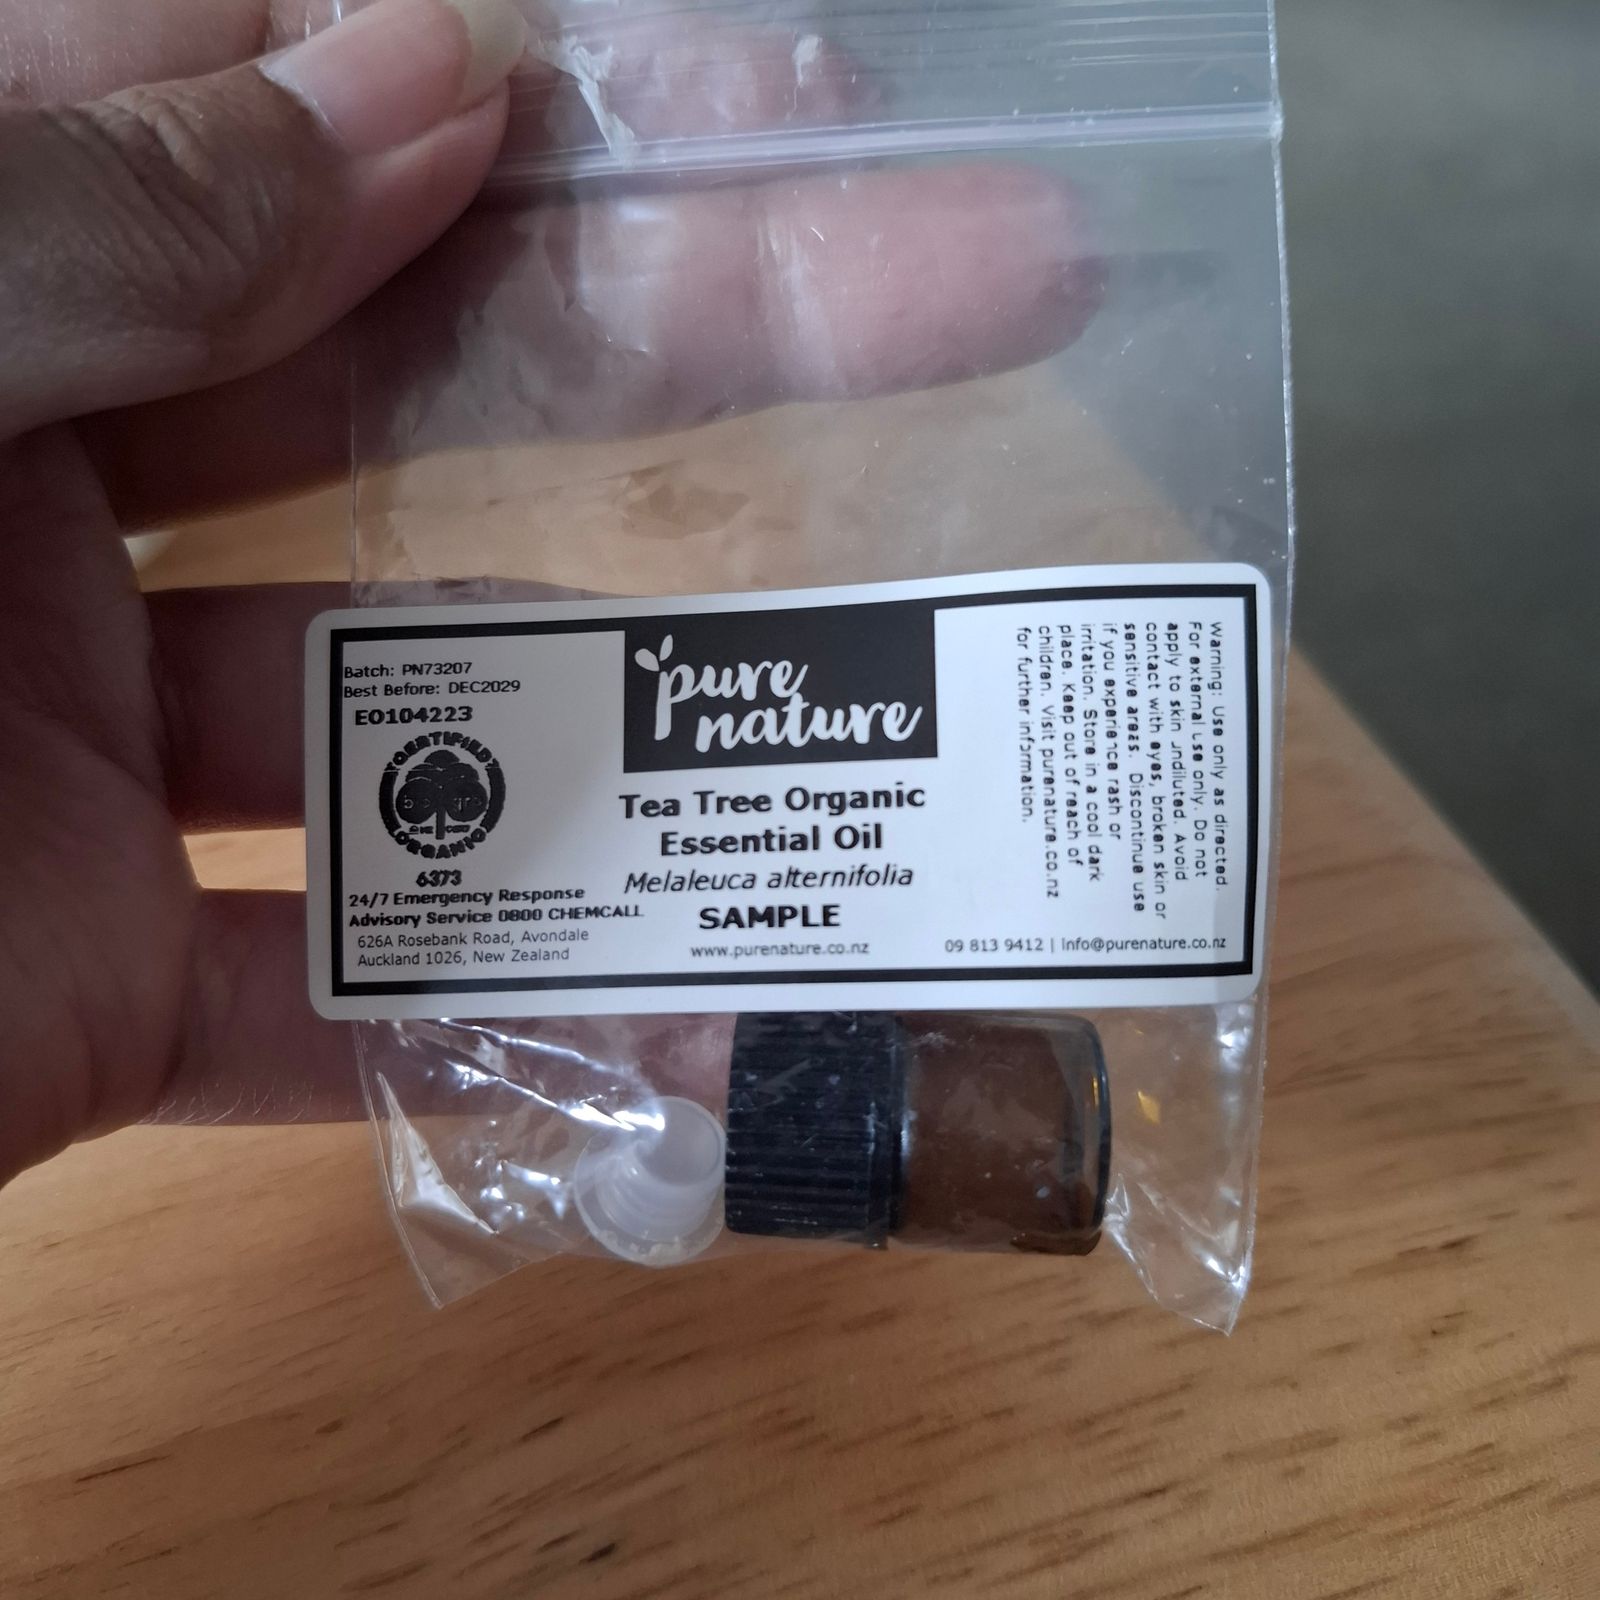 Batch: PN73207
Best Before: DEC2029
EO104223
CERTIFIED
ORGANIC
6373
24/7 Emergency Response
Advisory Service 0800 CHEMCALL
626A Rosebank Road, Avondale
Auckland 1026, New Zealand
pure
nature
Tea Tree Organic
Essential Oil
Melaleuca alternifolia
SAMPLE
www.purenature.co.nz
09 813 9412 | Info@purenature.co.nz
Warning: Use only as directed.
For external use only. Do not
apply to skin undiluted. Avoid
contact with eyes, broken skin or
sensitive areas. Discontinue use
if you experience rash or
irritation. Store in a cool dark
place. Keep out of reach of
children. Visit purenature.co.nz
for further information.